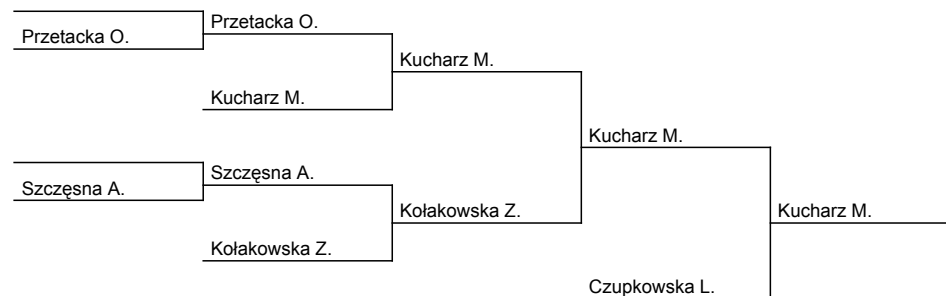 Przetacka O.
Przetacka O.
Kucharz M.
Kucharz M.
Kucharz M.
Szczęsna A.
Szczęsna A.
Kołakowska Z.
Kucharz M.
Kołakowska Z.
Czupkowska L.